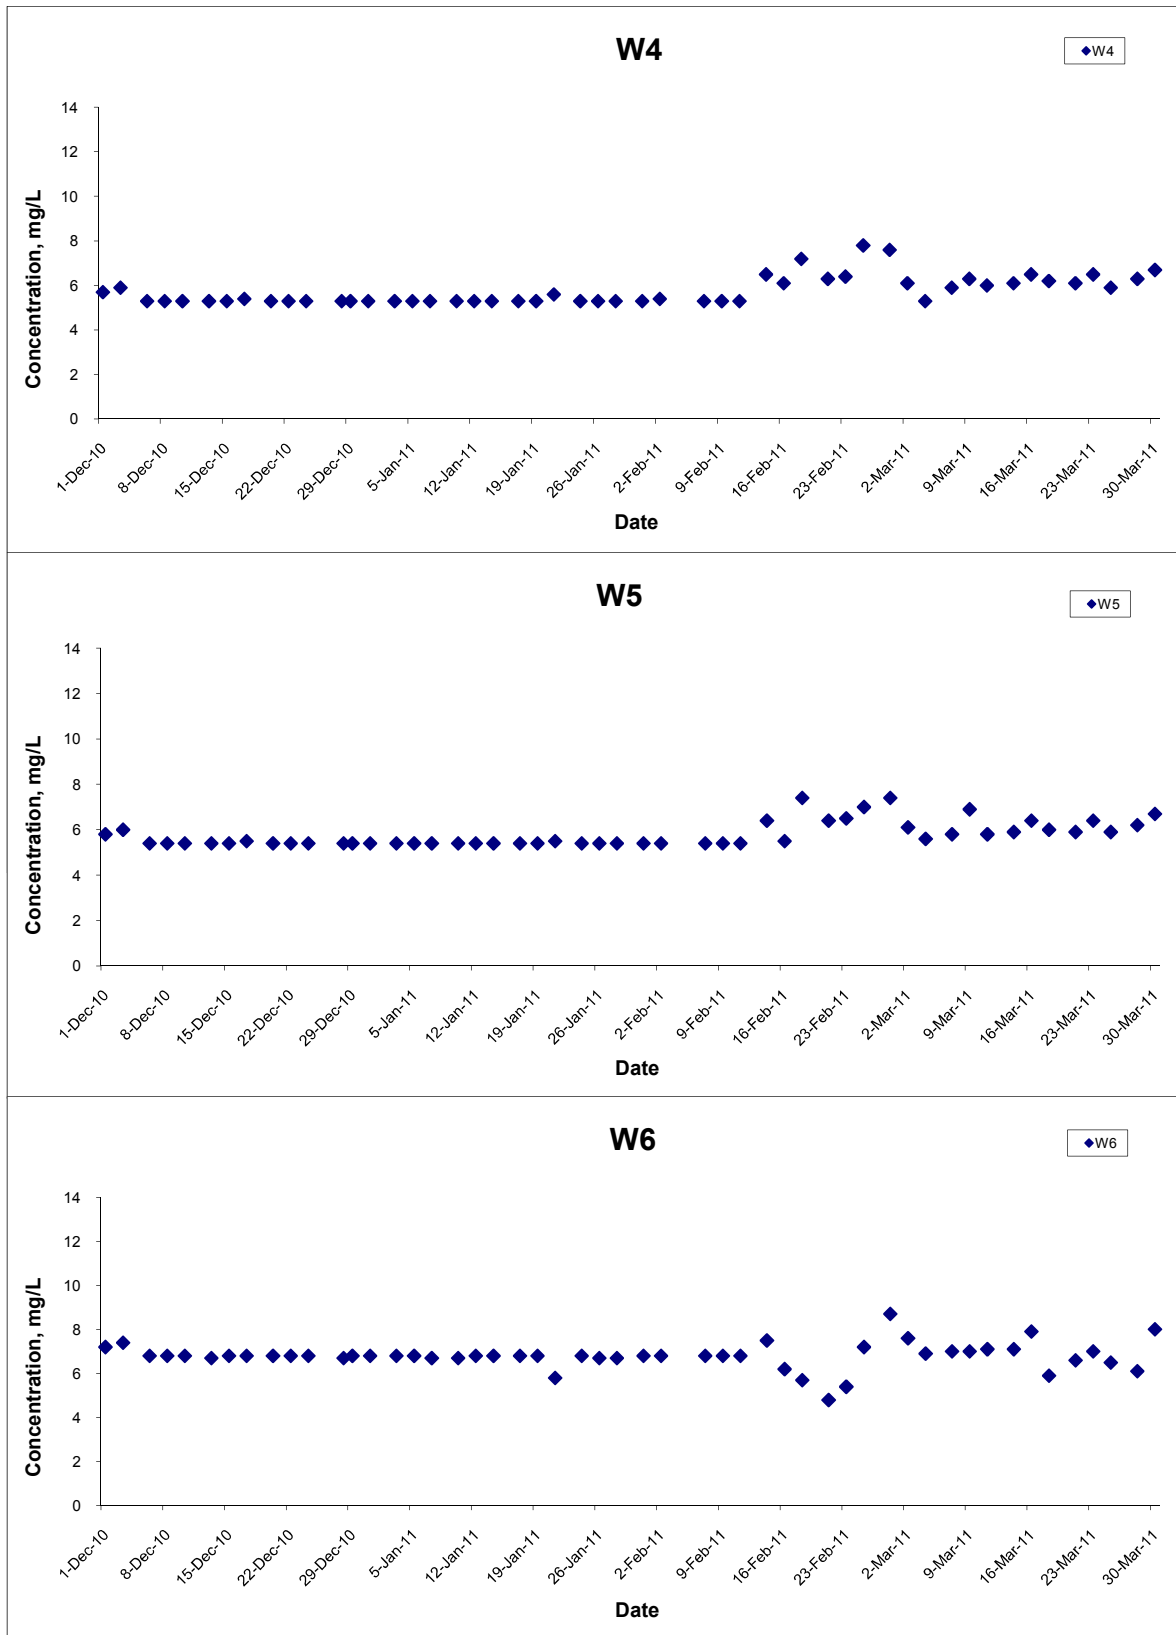 W4
W4
14
12
10
8
6
4
2
0
Concentration, mg/L
1-Dec-10
8-Dec-10
15-Dec-10
22-Dec-10
29-Dec-10
5-Jan-11
12-Jan-11
19-Jan-11
26-Jan-11
2-Feb-11
9-Feb-11
16-Feb-11
23-Feb-11
2-Mar-11
9-Mar-11
16-Mar-11
23-Mar-11
30-Mar-11
Date
W5
W5
14
12
10
8
6
4
2
0
Concentration, mg/L
1-Dec-10
8-Dec-10
15-Dec-10
22-Dec-10
29-Dec-10
5-Jan-11
12-Jan-11
19-Jan-11
26-Jan-11
2-Feb-11
9-Feb-11
16-Feb-11
23-Feb-11
2-Mar-11
9-Mar-11
16-Mar-11
23-Mar-11
30-Mar-11
Date
W6
W6
14
12
10
8
6
4
2
0
Concentration, mg/L
1-Dec-10
8-Dec-10
15-Dec-10
22-Dec-10
29-Dec-10
5-Jan-11
12-Jan-11
19-Jan-11
26-Jan-11
2-Feb-11
9-Feb-11
16-Feb-11
23-Feb-11
2-Mar-11
9-Mar-11
16-Mar-11
23-Mar-11
30-Mar-11
Date